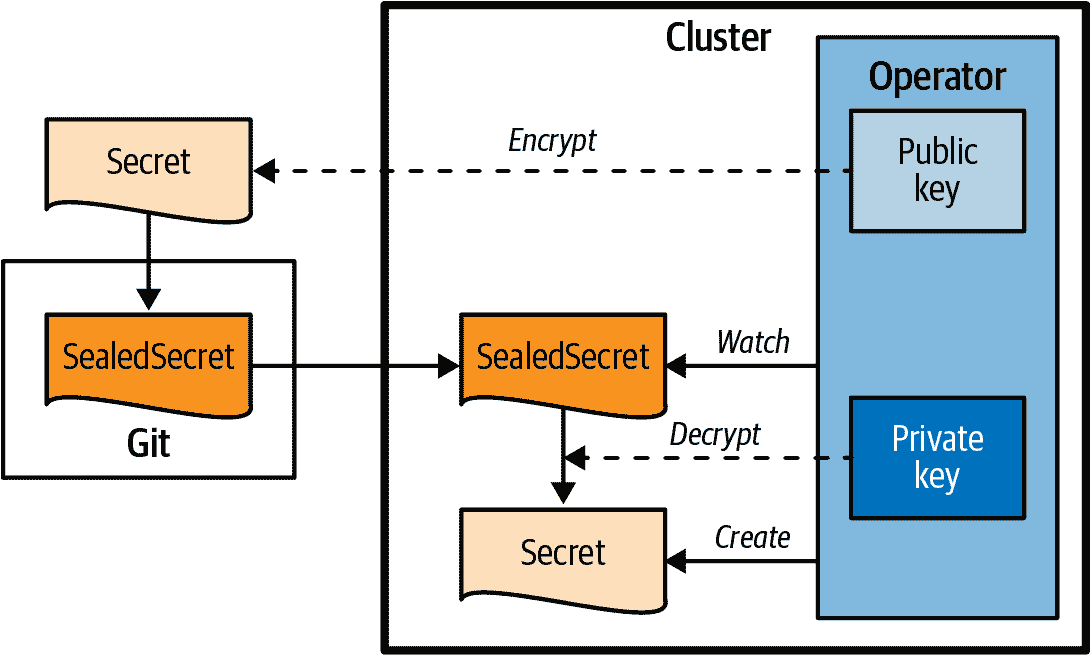 Cluster
Operator
Secret
Encrypt
Public
key
SealedSecret
Git
SealedSecret
Watch
Decrypt
Private
key
Secret
Create